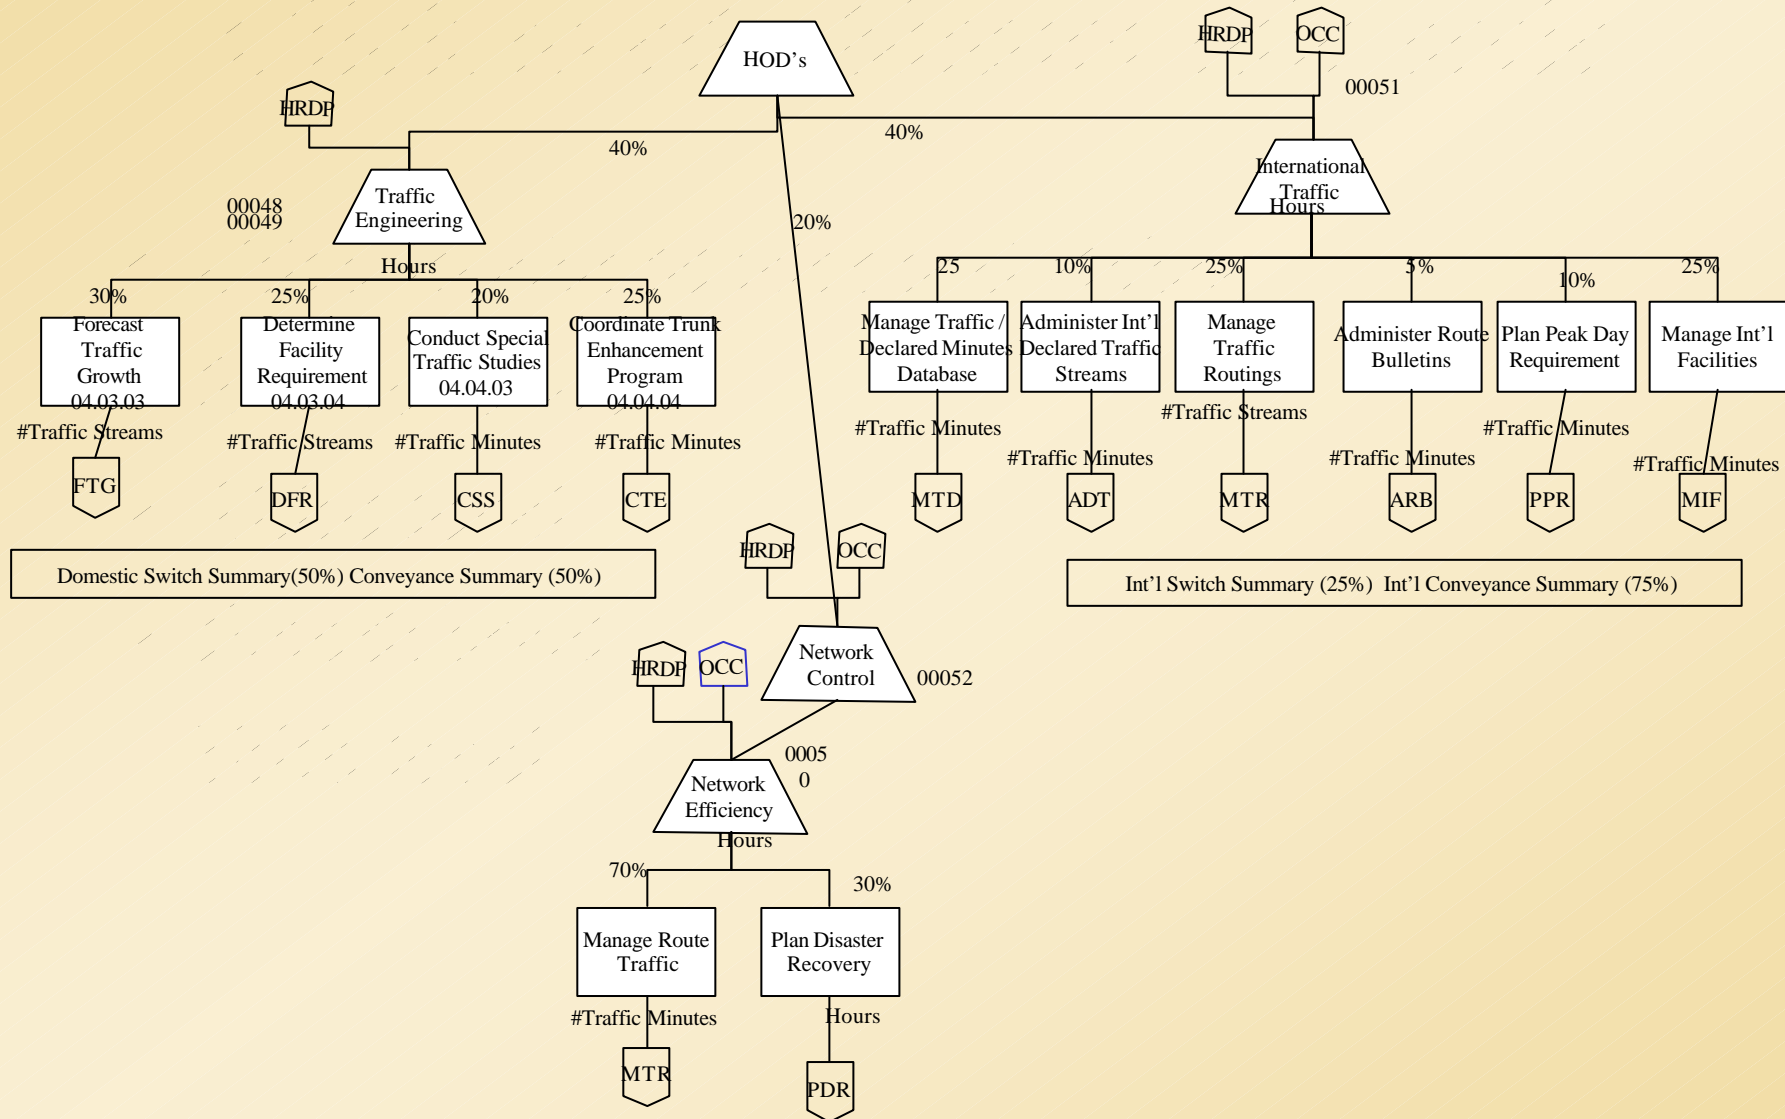 HRDP
OCC
HOD's
00051
HRDP
40%
40%
International
Traffic
Hours
Traffic
Engineering
00048
00049
20%
Hours
25
10%
25%
5%
10%
25%
30%
25%
20%
25%
Forecast
Traffic
Growth
04.03.03
Determine
Facility
Requirement
04.03.04
Conduct Special
Traffic Studies
04.04.03
Coordinate Trunk
Enhancement
Program
04.04.04
Manage Traffic /
Declared Minutes
Database
Administer Int'l
Declared Traffic
Streams
Manage
Traffic
Routings
Administer Route
Bulletins
Plan Peak Day
Requirement
Manage Int'l
Facilities
#Traffic Streams
#Traffic Streams
#Traffic Minutes
#Traffic Minutes
#Traffic Minutes
#Traffic Minutes
#Traffic Streams
#Traffic Minutes
#Traffic Minutes
#Traffic Minutes
FTG
DFR
CSS
CTE
MTD
ADT
MTR
ARB
PPR
MIF
HRDP
OCC
Domestic Switch Summary(50%) Conveyance Summary (50%)
Int'l Switch Summary (25%) Int'l Conveyance Summary (75%)
HRDP
OCC
Network
Control
00052
0005
0
Network
Efficiency
Hours
70%
30%
Manage Route
Traffic
Plan Disaster
Recovery
#Traffic Minutes
Hours
MTR
PDR